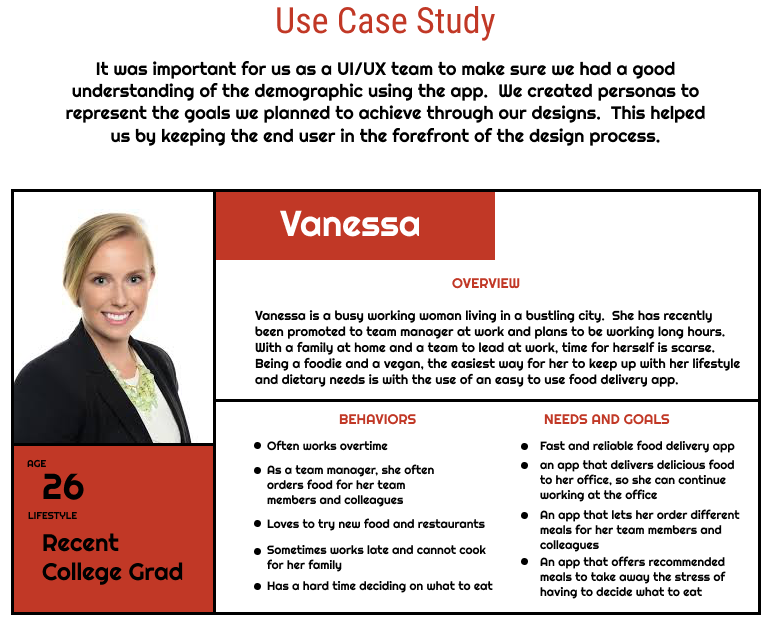 Use Case Study
It was important for us as a UI/UX team to make sure we had a good
understanding of the demographic using the app. We created personas to
represent the goals we planned to achieve through our designs. This helped
us by keeping the end user in the forefront of the design process.
Vanessa
OVERVIEW
Vanessa is a busy working woman living in a bustling city. She has recently
been promoted to team manager at work and plans to be working long hours.
With a family at home and a team to lead at work, time for herself is scarse.
Being a foodie and a vegan, the easiest way for her to keep up with her lifestyle
and dietary needs is with the use of an easy to use food delivery app.
AGE
26
LIFESTYLE
Recent
College Grad
BEHAVIORS
• Often works overtime
• As a team manager, she often
orders food for her team
members and colleagues
• Loves to try new food and restaurants
• Sometimes works late and cannot cook
for her family
• Has a hard time deciding on what to eat
NEEDS AND GOALS
• Fast and reliable food delivery app
• an app that delivers delicious food
to her office, so she can continue
working at the office
• An app that lets her order different
meals for her team members and
colleagues
• An app that offers recommended
meals to take away the stress of
having to decide what to eat